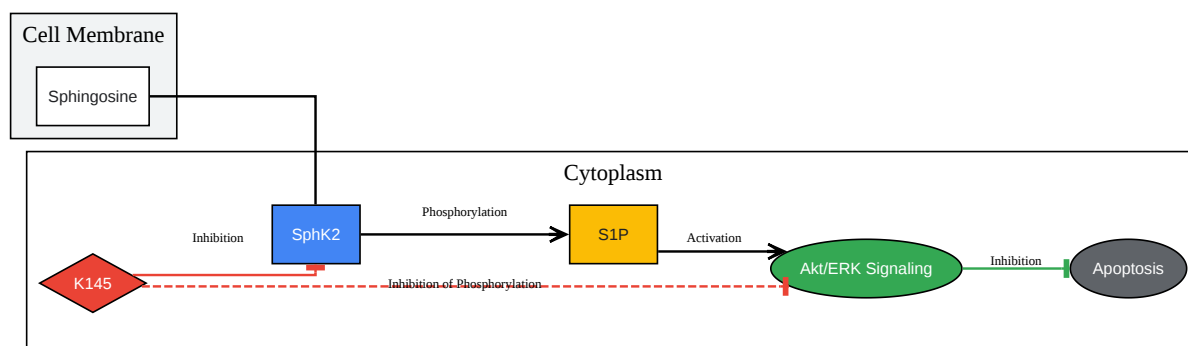 Cell Membrane
Sphingosine
Cytoplasm
Phosphorylation
SphK2
S1P
Inhibition
Activation
Akt/ERK Signaling
Inhibition
Apoptosis
K145
Inhibition of Phosphorylation